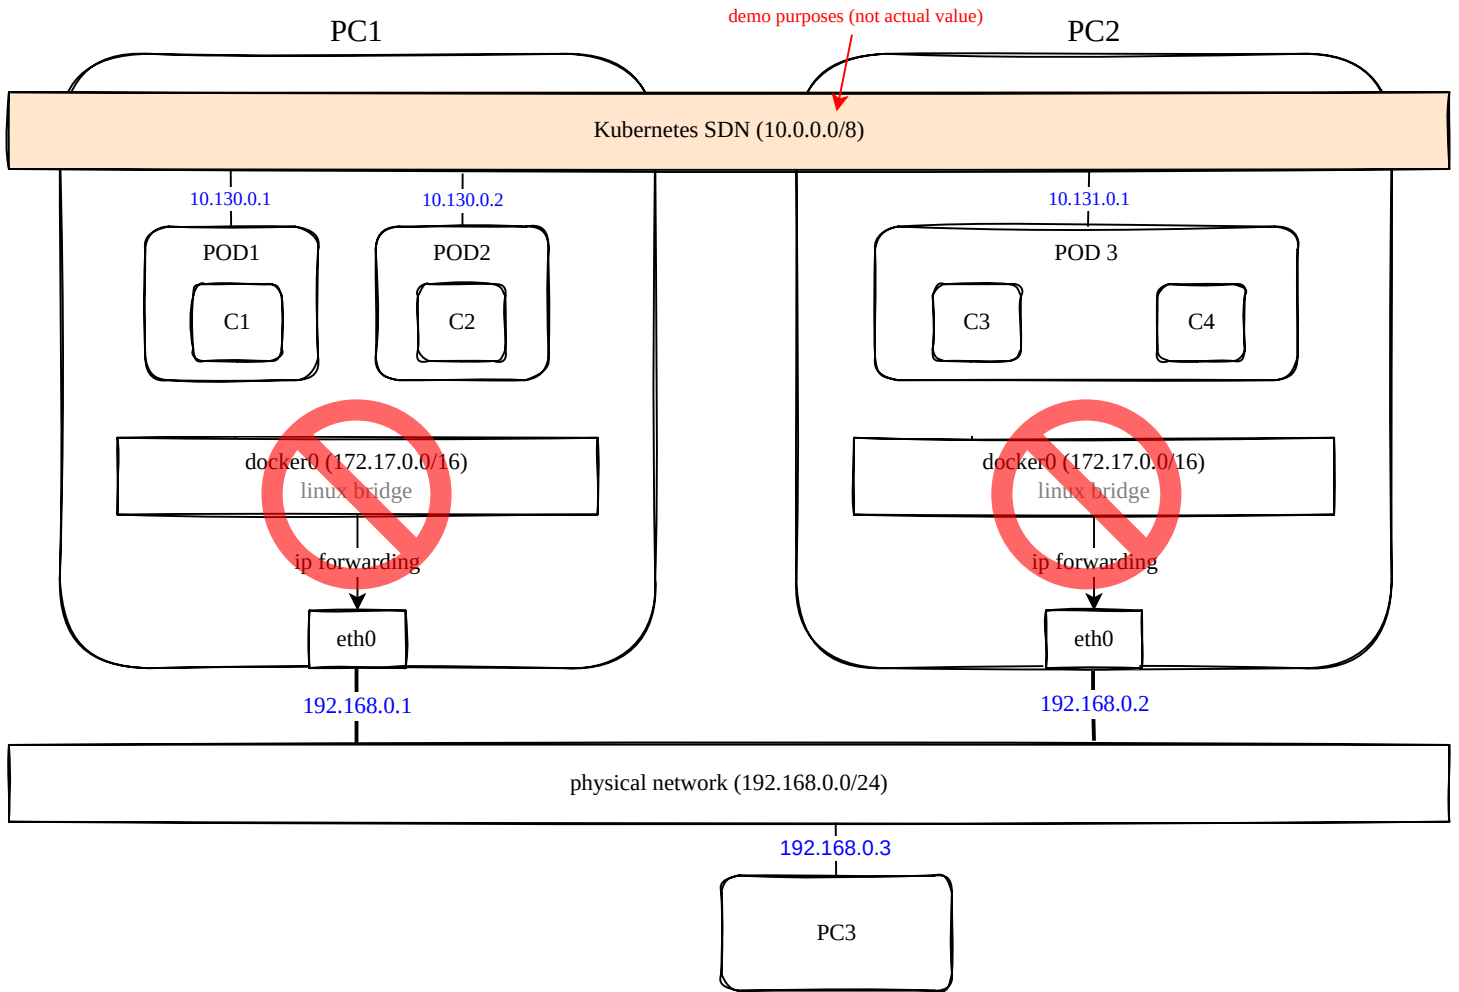 demo purposes (not actual value)
PC1
PC2
Kubernetes SDN (10.0.0.0/8)
10.130.0.1
10.130.0.2
10.131.0.1
POD1
POD2
POD 3
C1
C2
C3
C4
docker0 (172.17.0.0/16)
linux bridge
docker0 (172.17.0.0/16)
linux bridge
ip forwarding
ip forwarding
eth0
eth0
192.168.0.1
192.168.0.2
physical network (192.168.0.0/24)
192.168.0.3
PC3